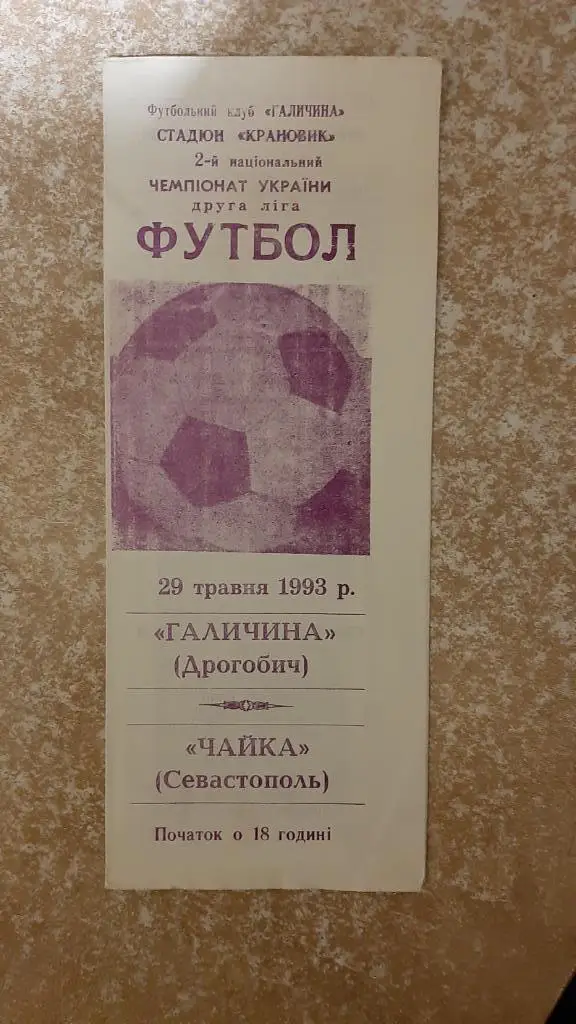 Футбольний клуб «ГАЛИЧИНА»
СТАДІОН «КРАНОВИК»
2-й національний
ЧЕМПІОНАТ УКРАЇНИ
друга ліга
ФУТБОЛ
29 травня 1993 р.
«ГАЛИЧИНА»
(Дрогобич)
«ЧАЙКА»
(Севастополь)
Початок о 18 годині